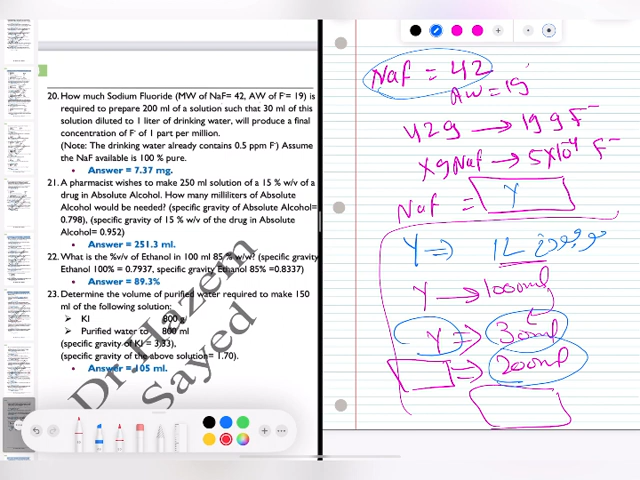 20. How much Sodium Fluoride (MW of NaF= 42, AW of F⁻= 19) is
required to prepare 200 ml of a solution such that 30 ml of this
solution diluted to 1 liter of drinking water, will produce a final
concentration of F⁻ of 1 part per million.
(Note: The drinking water already contains 0.5 ppm F⁻) Assume
the NaF available is 100 % pure.
• Answer = 7.37 mg.
21. A pharmacist wishes to make 250 ml solution of a 15 % w/v of a
drug in Absolute Alcohol. How many milliliters of Absolute
Alcohol would be needed? (specific gravity of Absolute Alcohol=
0.798), (specific gravity of 15 % w/v of the drug in Absolute
Alcohol= 0.952)
• Answer = 251.3 ml.
22. What is the %v/v of Ethanol in 100 ml 85 % w/w? (specific gravity
Ethanol 100% = 0.7937, specific gravity Ethanol 85% =0.8337)
• Answer = 89.3%
23. Determine the volume of purified water required to make 150
ml of the following solution:
➤ KI 800 g
➤ Purified water to 800 ml
(specific gravity of KI = 3.33).
(specific gravity of the above solution= 1.70).
• Answer = 105 ml.
Dr Hazem
Sayed
NaF = 42
AW = 19
42g → 19g F⁻
x g NaF → 5x10⁻⁴ F⁻
NaF = Y
Y ⇒ 1L موجودة
Y → 1000ml
Y ⇒ 30ml
⇒ 200ml